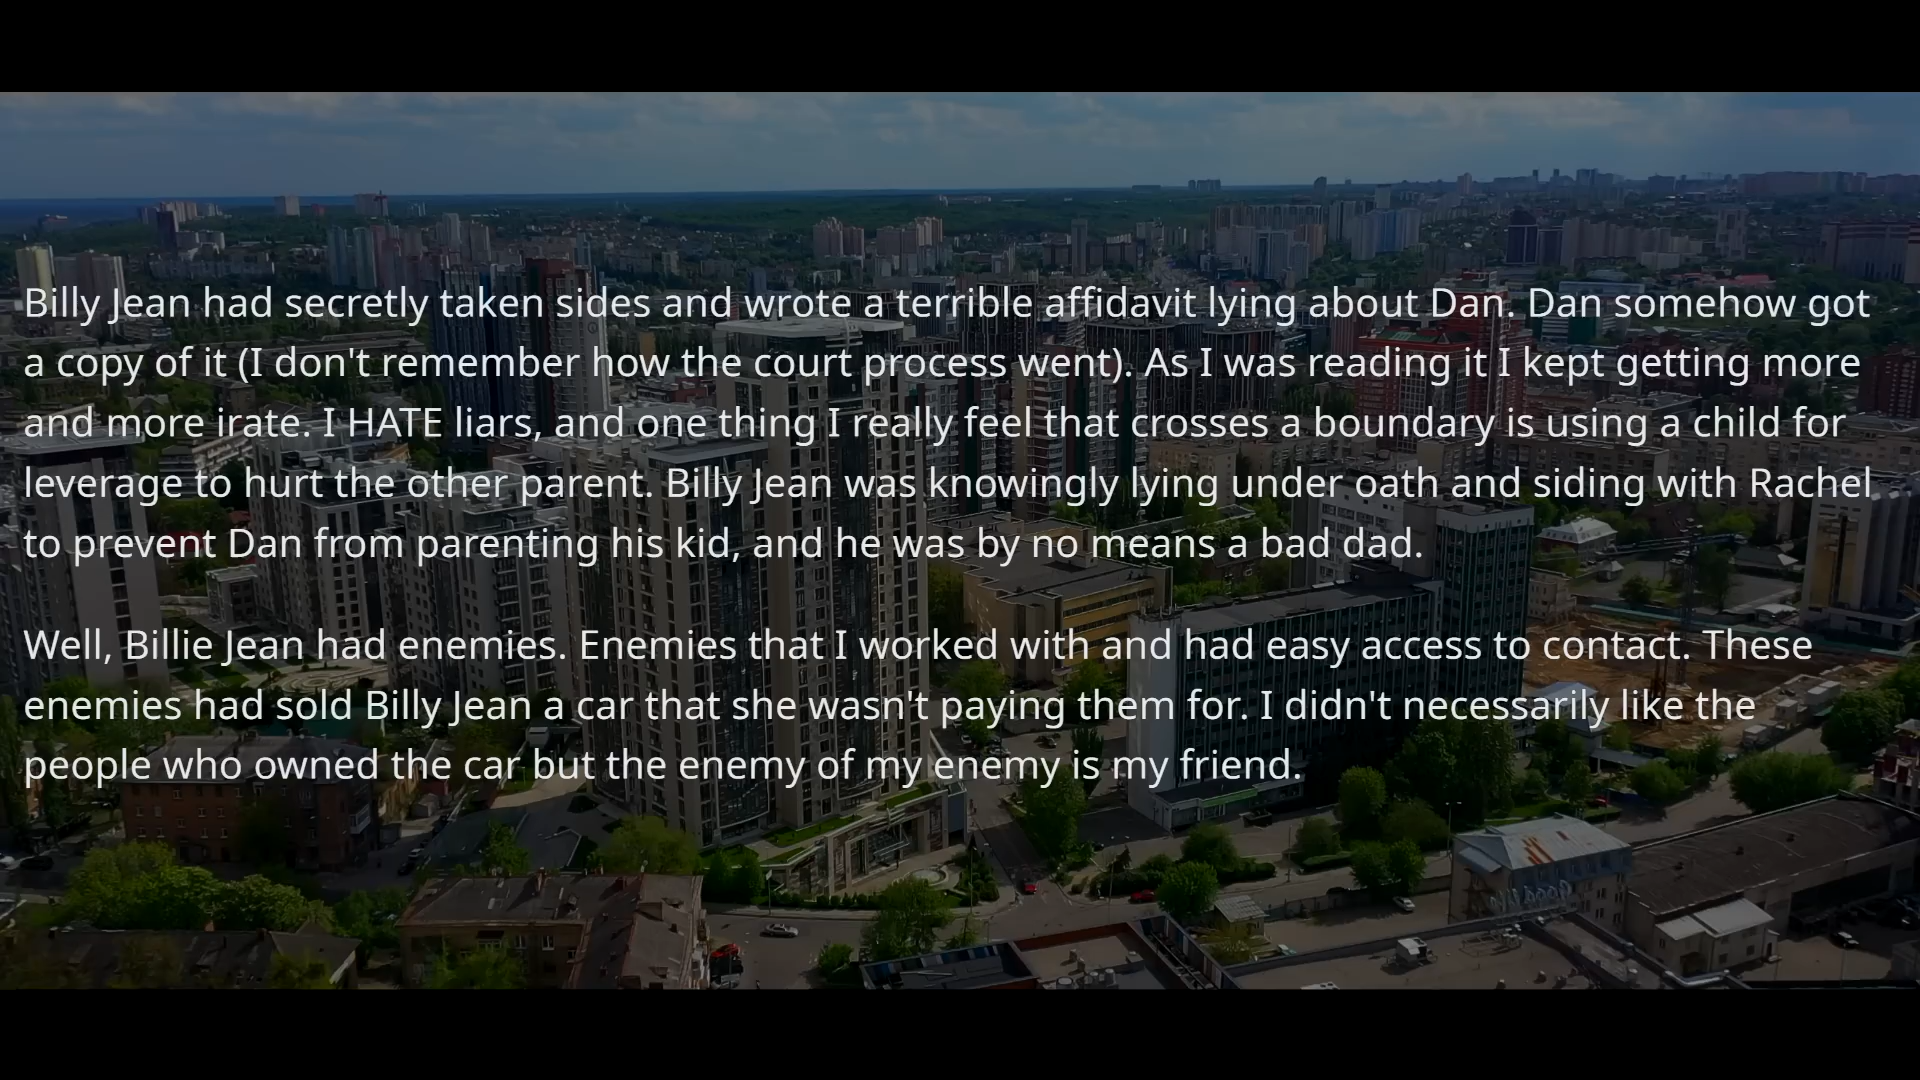 Billy Jean had secretly taken sides and wrote a terrible affidavit lying about Dan. Dan somehow got
a copy of it (I don't remember how the court process went). As I was reading it I kept getting more
and more irate. I HATE liars, and one thing I really feel that crosses a boundary is using a child for
leverage to hurt the other parent. Billy Jean was knowingly lying under oath and siding with Rachel
to prevent Dan from parenting his kid, and he was by no means a bad dad.
Well, Billie Jean had enemies. Enemies that I worked with and had easy access to contact. These
enemies had sold Billy Jean a car that she wasn't paying them for. I didn't necessarily like the
people who owned the car but the enemy of my enemy is my friend.